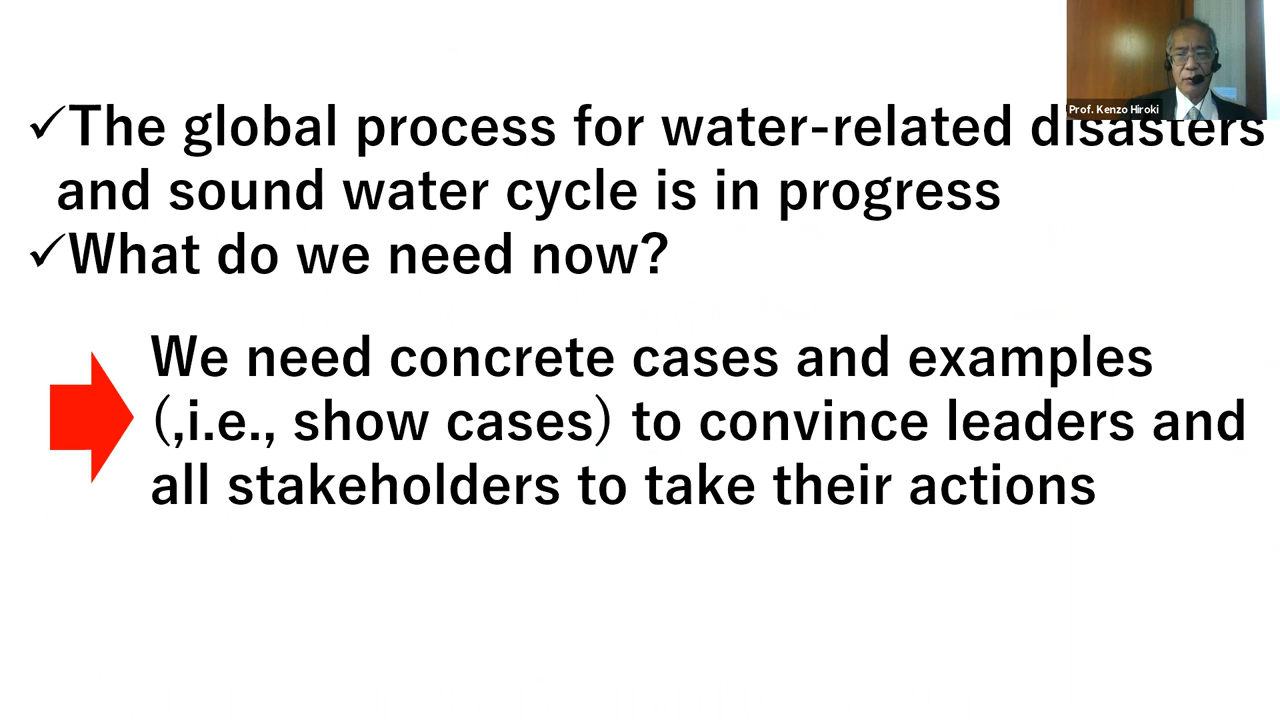 Prof. Kenzo Hiroki
✓The global process for water-related disasters
and sound water cycle is in progress
✓What do we need now?
We need concrete cases and examples
(,i.e., show cases) to convince leaders and
all stakeholders to take their actions